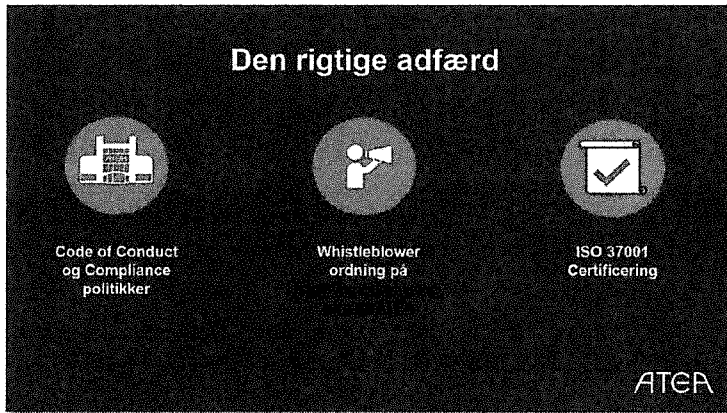 Den rigtige adfærd
Code of Conduct
og Compliance
politikker
Whistleblower
ordning på
ISO 37001
Certificering
ATEA